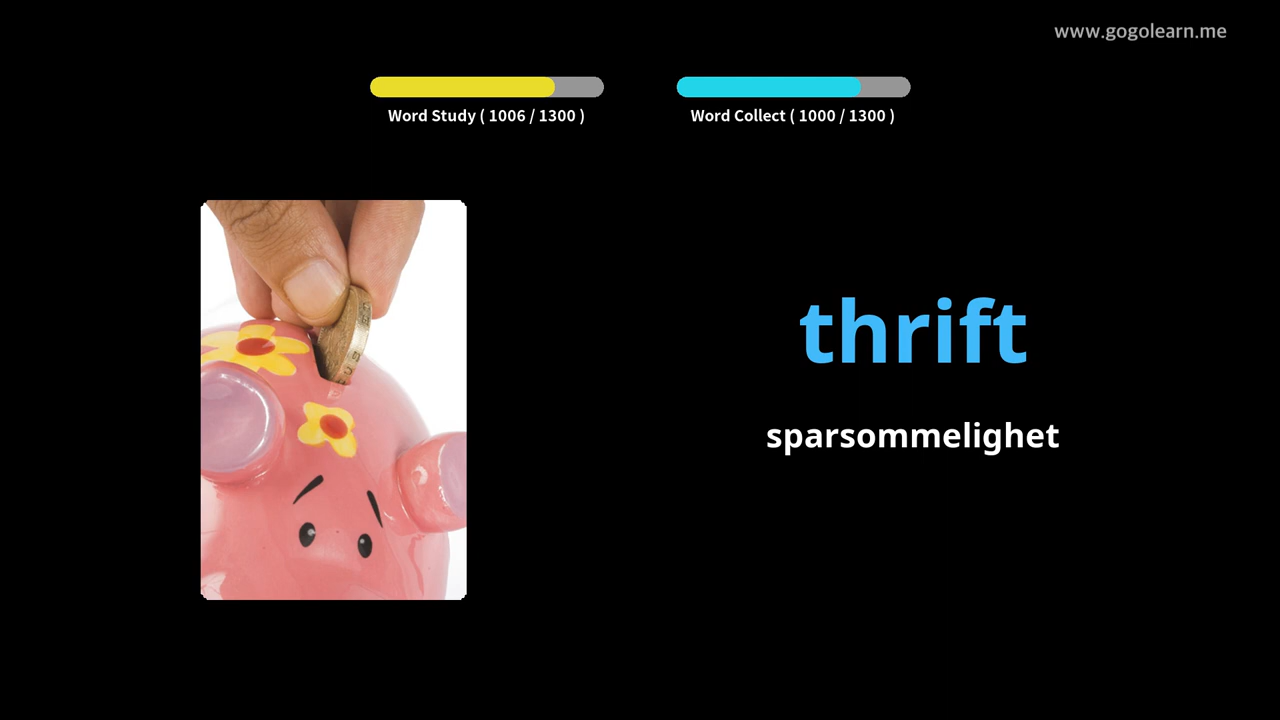 www.gogolearn.me
Word Study ( 1006 / 1300 )
Word Collect ( 1000 / 1300 )
thrift
sparsommelighet